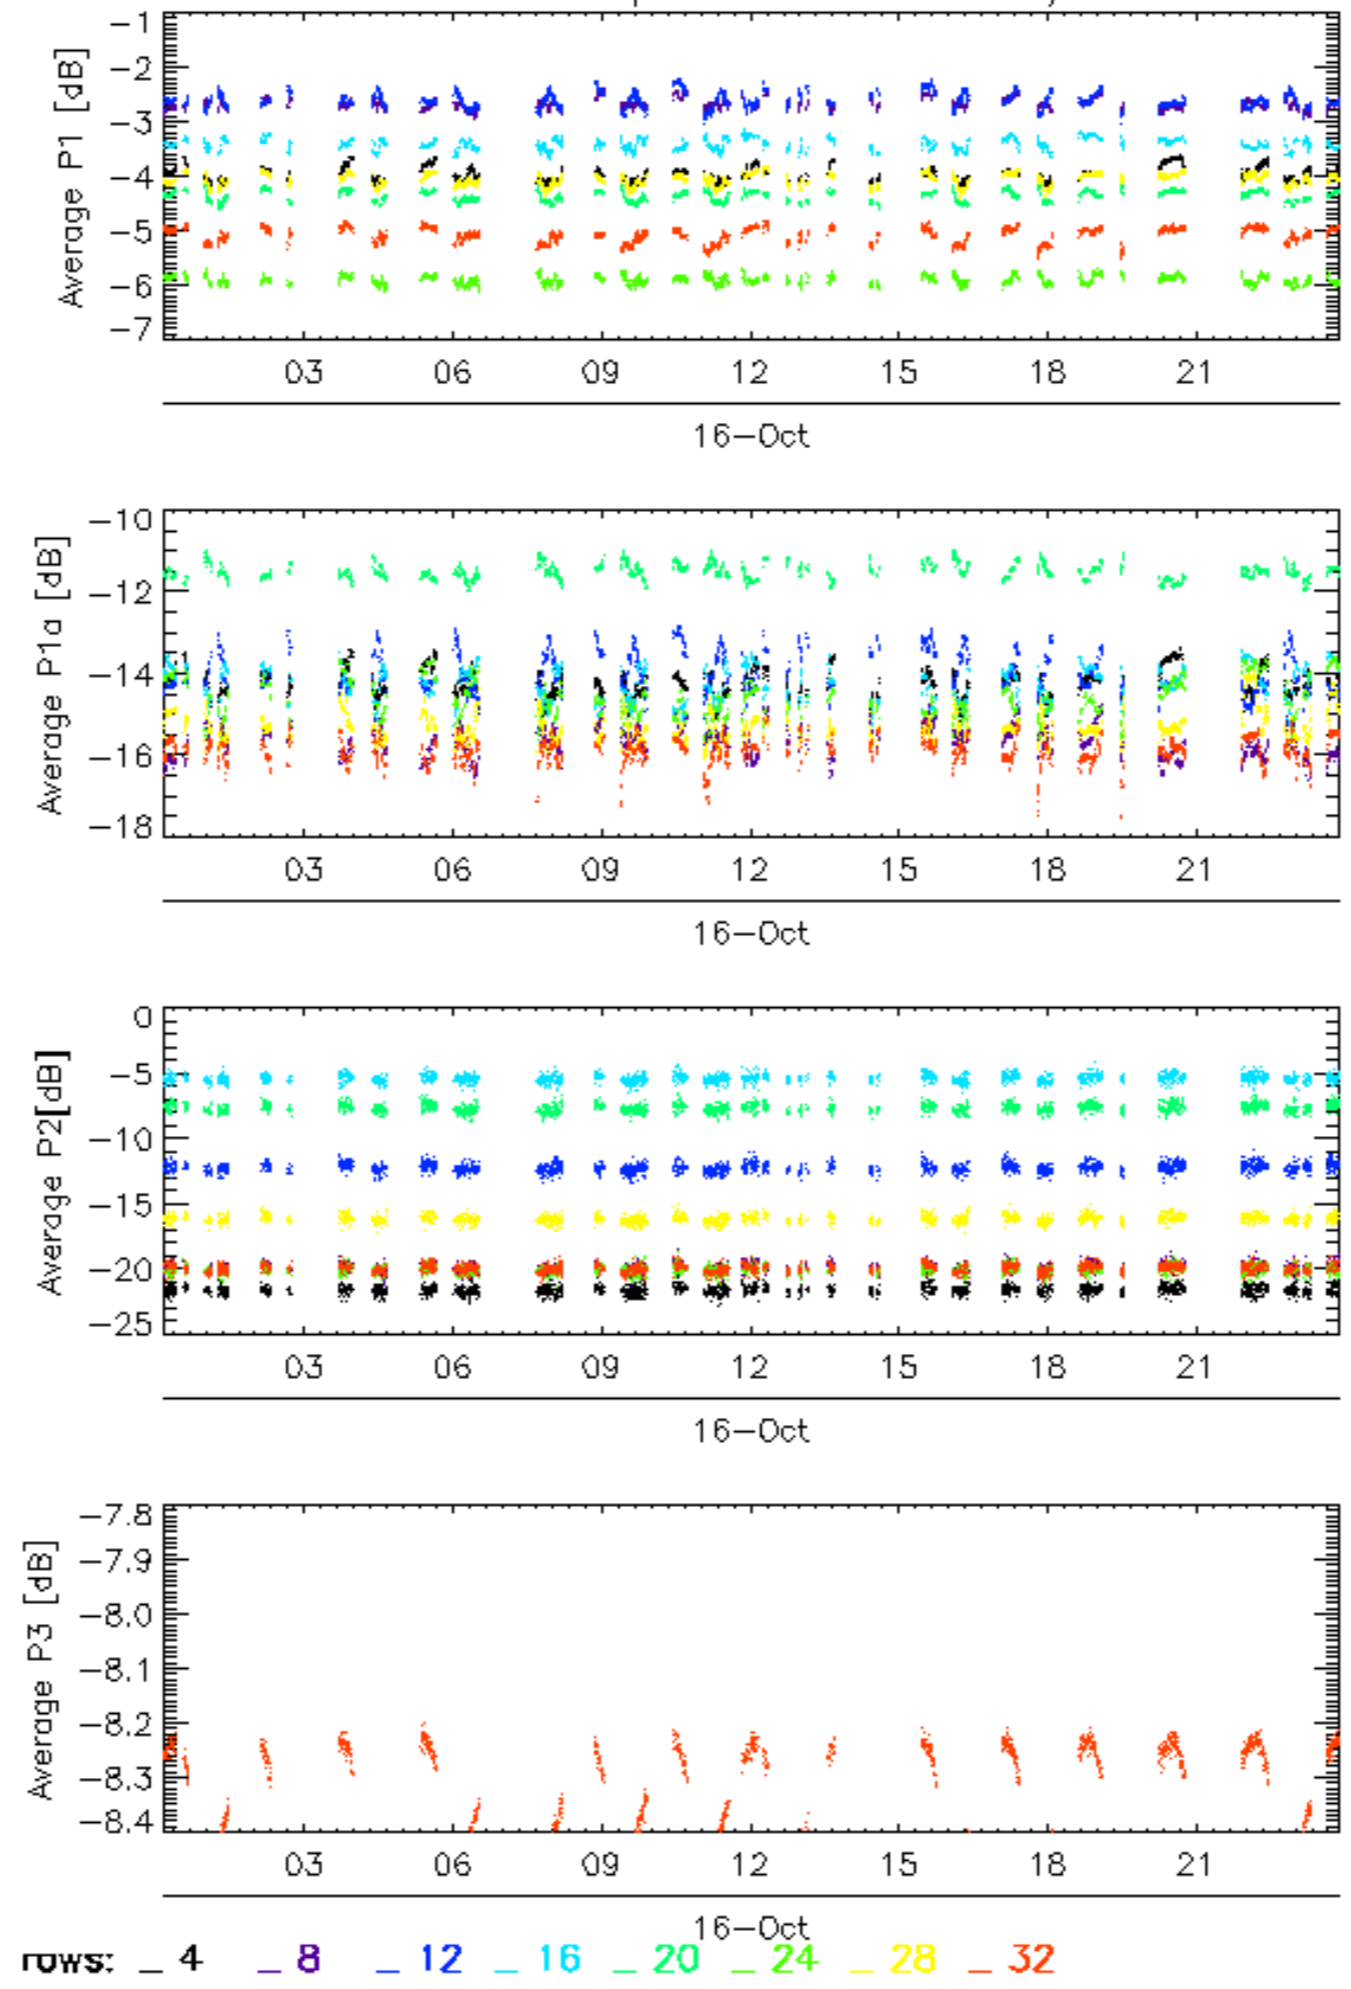 Average P1 [dB]
-1
-2
-3
-4
-5
-6
-7
03 06 09 12 15 18 21
16-Oct
Average P1a [dB]
-10
-12
-14
-16
-18
03 06 09 12 15 18 21
16-Oct
Average P2[dB]
0
-5
-10
-15
-20
-25
03 06 09 12 15 18 21
16-Oct
Average P3 [dB]
-7.8
-7.9
-8.0
-8.1
-8.2
-8.3
-8.4
03 06 09 12 15 18 21
16-Oct
rows: _ 4 _ 8 _ 12 _ 16 _ 20 _ 24 _ 28 _ 32